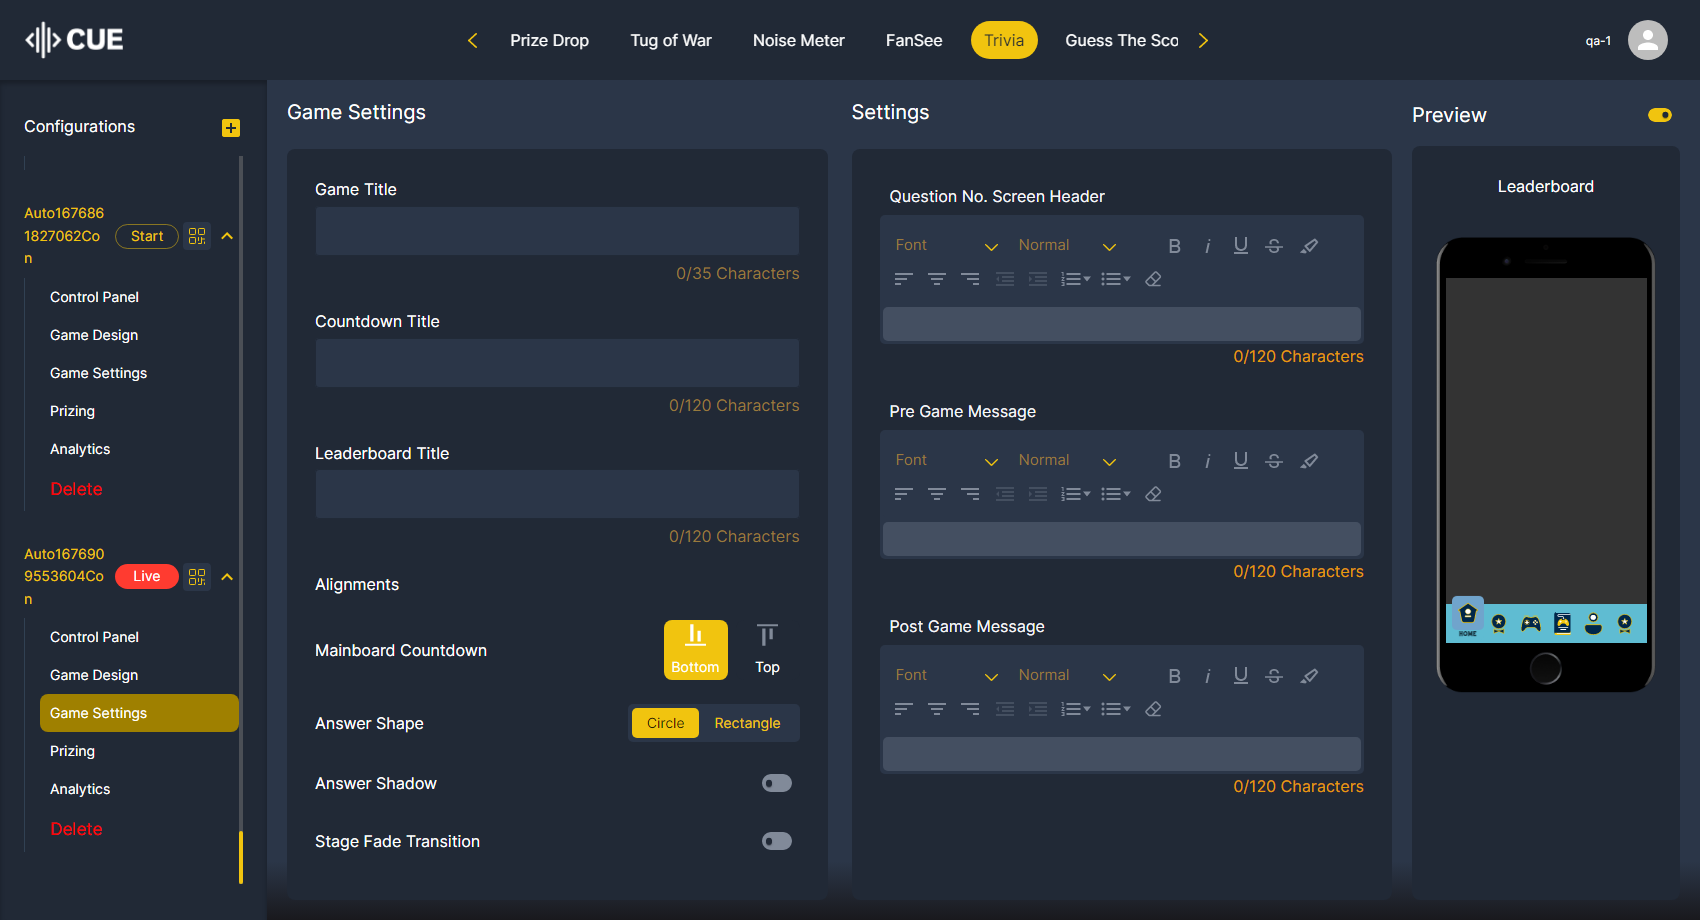 CUE
Prize Drop
Tug of War
Noise Meter
FanSee
Trivia
Guess The Sco
qa-1
Configurations
Auto167686
1827062Co
n
Start
Control Panel
Game Design
Game Settings
Prizing
Analytics
Delete
Auto167690
9553604Co
n
Live
Control Panel
Game Design
Game Settings
Prizing
Analytics
Delete
Game Settings
Game Title
0/35 Characters
Countdown Title
0/120 Characters
Leaderboard Title
0/120 Characters
Alignments
Mainboard Countdown
Bottom
Top
Answer Shape
Circle
Rectangle
Answer Shadow
Stage Fade Transition
Settings
Question No. Screen Header
Font
Normal
0/120 Characters
Pre Game Message
Font
Normal
0/120 Characters
Post Game Message
Font
Normal
0/120 Characters
Preview
Leaderboard
HOME